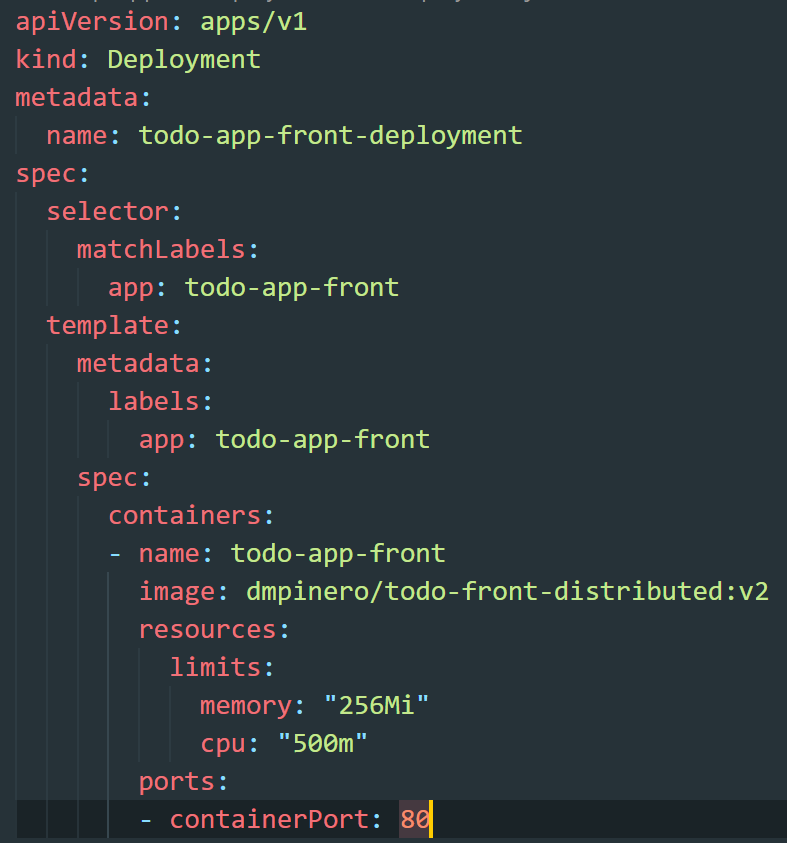 apiVersion: apps/v1
kind: Deployment
metadata:
  name: todo-app-front-deployment
spec:
  selector:
    matchLabels:
      app: todo-app-front
  template:
    metadata:
      labels:
        app: todo-app-front
    spec:
      containers:
      - name: todo-app-front
        image: dmpinero/todo-front-distributed:v2
        resources:
          limits:
            memory: "256Mi"
            cpu: "500m"
        ports:
        - containerPort: 80